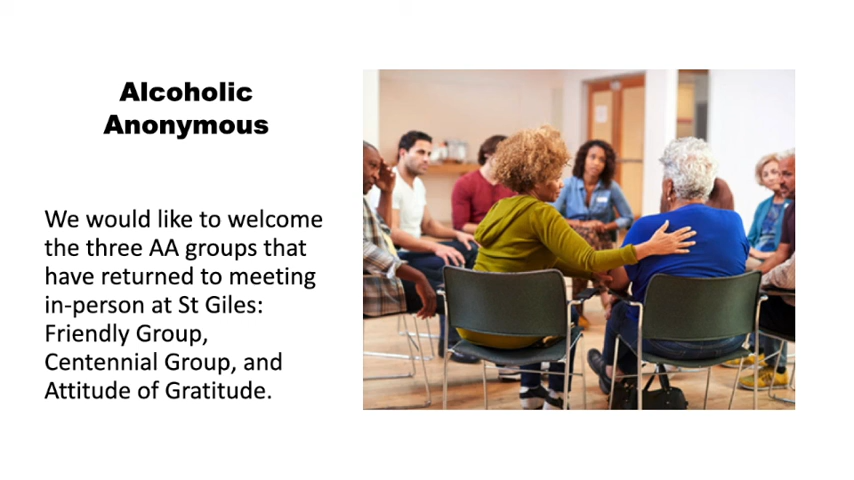 Alcoholic
Anonymous
We would like to welcome
the three AA groups that
have returned to meeting
in-person at St Giles:
Friendly Group,
Centennial Group, and
Attitude of Gratitude.